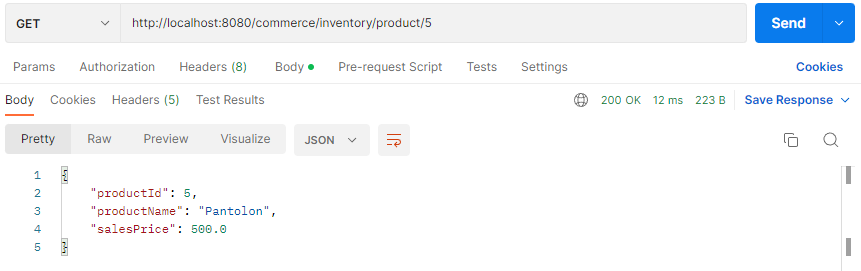 GET http://localhost:8080/commerce/inventory/product/5 Send
Params Authorization Headers (8) Body Pre-request Script Tests Settings Cookies
Body Cookies Headers (5) Test Results 200 OK 12 ms 223 B Save Response
Pretty Raw Preview Visualize JSON
1 {
2 "productId": 5,
3 "productName": "Pantolon",
4 "salesPrice": 500.0
5 }